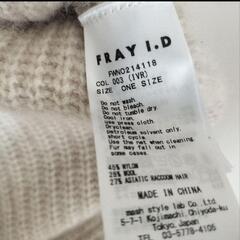 FRAY I.D
FWNO214118
COL 003 (IVR)
SIZE ONE SIZE
Do not wash.
Do not bleach.
Do not tumble dry.
Cool iron.
use press cloth
Dryclean.
petroleum solvent only.
short cycle.
Use the net when cleaning
Fur may fall out in
some cases.
45% NYLON
28% WOOL
27% ASIATIC RACCOON HAIR
MADE IN CHINA
mash style lab Co., Ltd
5-7-1 Kojimachi, Chiyoda-ku
Tokyo, Japan
TEL 03-5778-4105